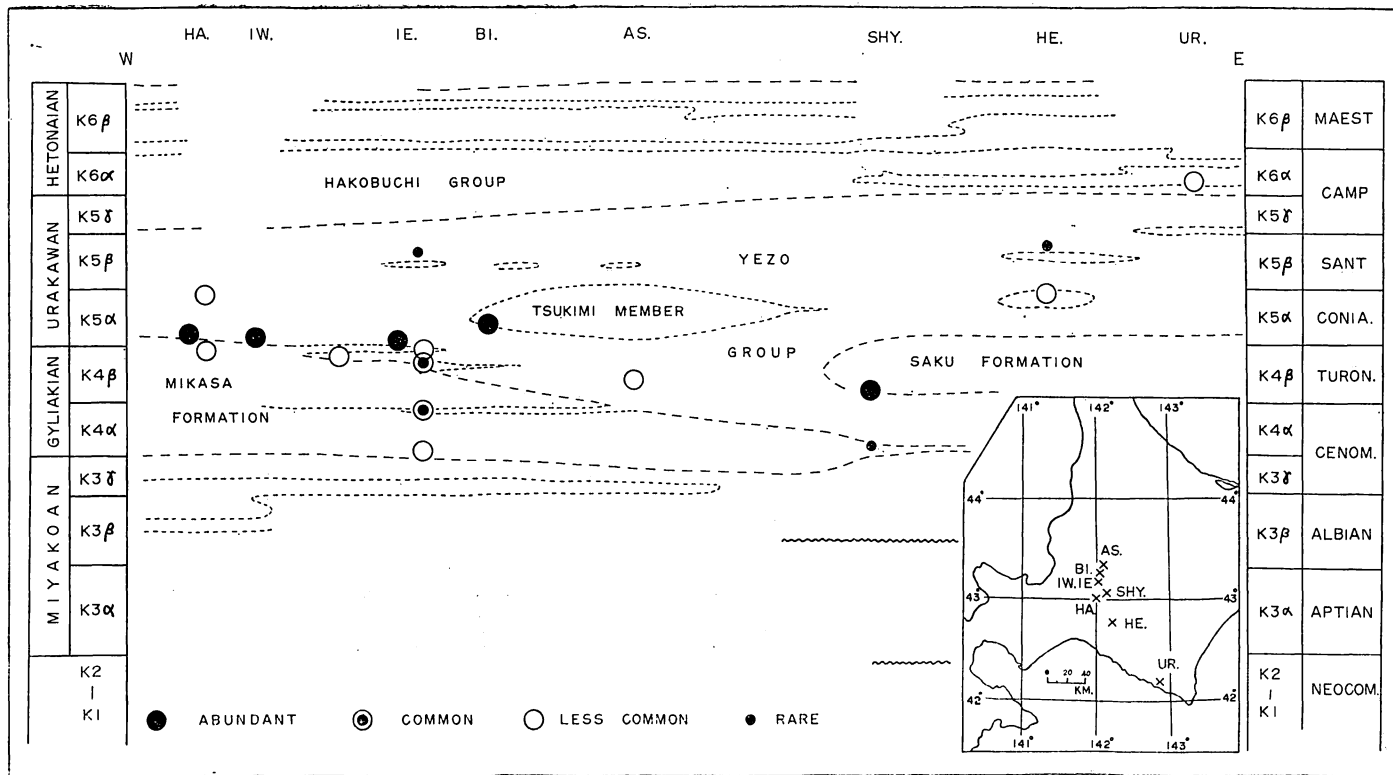 HA. IW. IE. BI. AS. SHY. HE. UR.
W E
HETONAIAN
URAKAWAN
GYLIAKIAN
MIYAKOAN
K6β
K6α
K5γ
K5β
K5α
K4β
K4α
K3γ
K3β
K3α
K2
|
K1
HAKOBUCHI GROUP
YEZO
TSUKIMI MEMBER
GROUP
SAKU FORMATION
MIKASA
FORMATION
K6β MAEST
K6α
CAMP
K5γ
K5β SANT
K5α CONIA.
K4β TURON.
K4α
CENOM.
K3γ
K3β ALBIAN
K3α APTIAN
K2
|
K1
NEOCOM.
141° 142° 143°
44° 44°
AS.
BI.
IW. IE
SHY.
43° 43°
HA.
HE.
UR.
0 20 40
KM.
42° 42°
141° 142° 143°
ABUNDANT COMMON LESS COMMON RARE